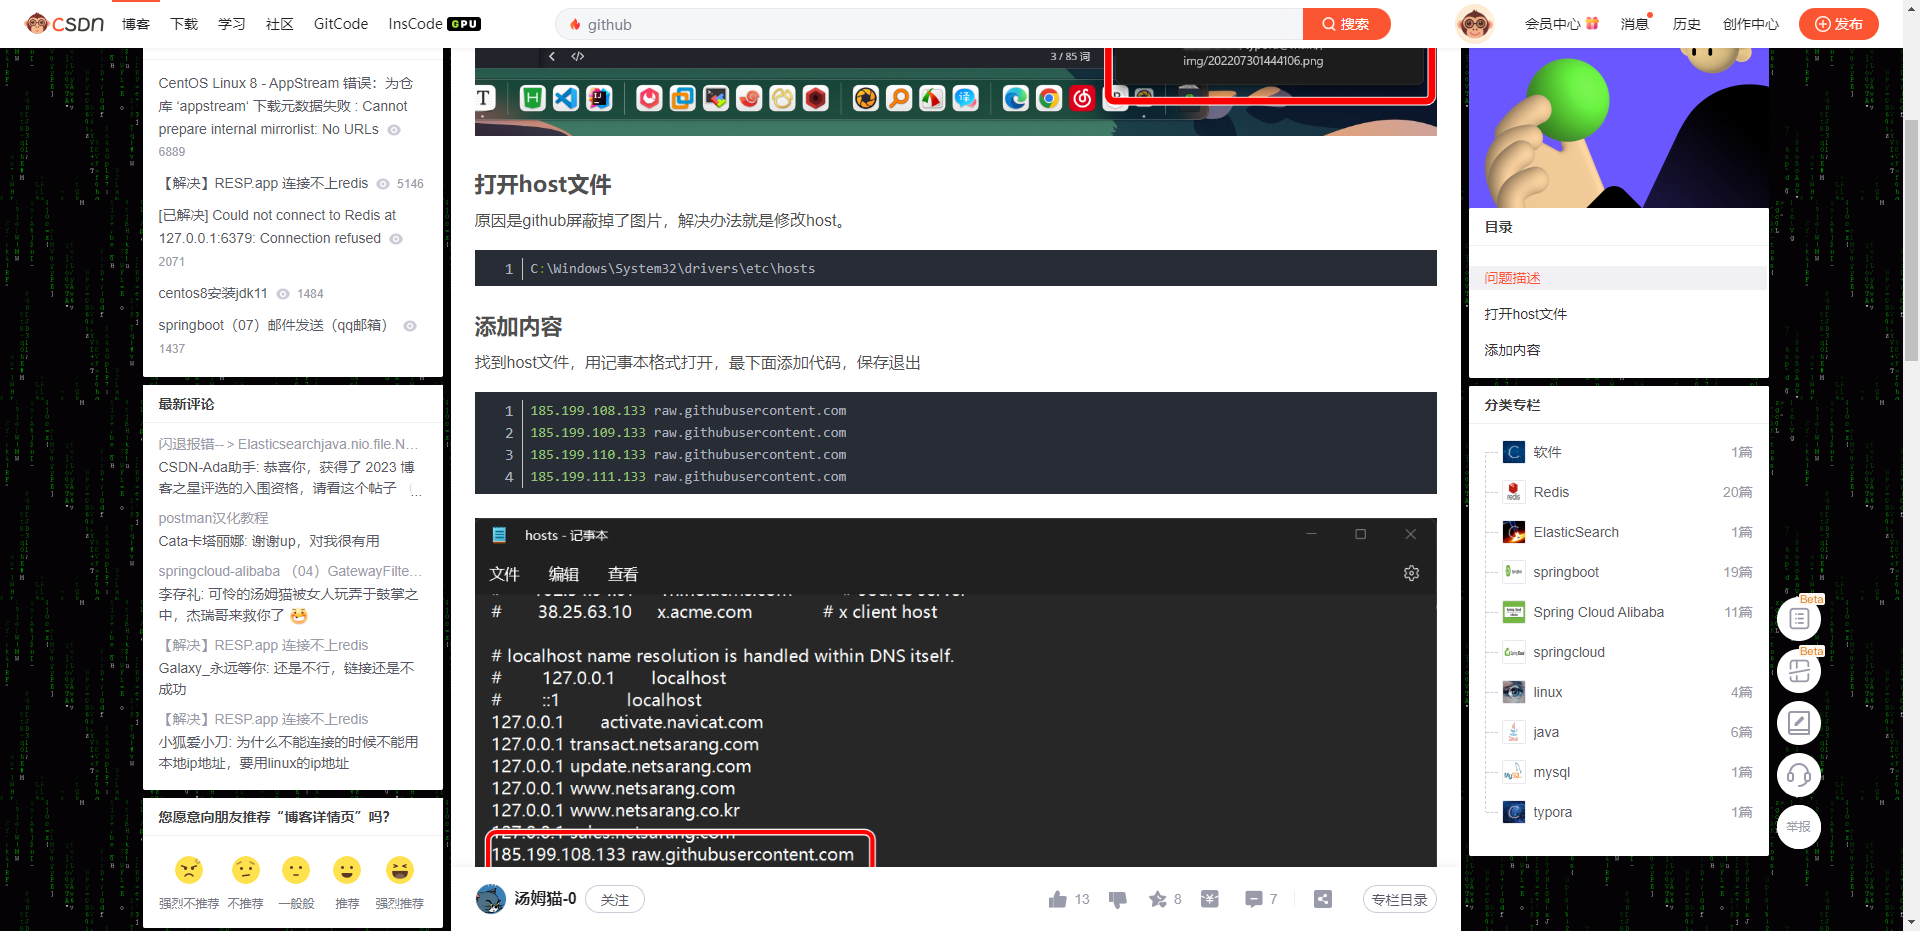 CSDN
博客
下载
学习
社区
GitCode
InsCode GPU
github
搜索
会员中心
消息
历史
创作中心
发布
CentOS Linux 8 - AppStream 错误：为仓
库 ‘appstream‘ 下载元数据失败 : Cannot
prepare internal mirrorlist: No URLs
6889
【解决】RESP.app 连接不上redis 5146
[已解决] Could not connect to Redis at
127.0.0.1:6379: Connection refused
2071
centos8安装jdk11 1484
springboot（07）邮件发送（qq邮箱）
1437
最新评论
闪退报错-- > Elasticsearchjava.nio.file.N...
CSDN-Ada助手: 恭喜你，获得了 2023 博
客之星评选的入围资格，请看这个帖子 ...
postman汉化教程
Cata卡塔丽娜: 谢谢up，对我很有用
springcloud-alibaba （04）GatewayFilte...
李存礼: 可怜的汤姆猫被女人玩弄于鼓掌之
中，杰瑞哥来救你了
【解决】RESP.app 连接不上redis
Galaxy_永远等你: 还是不行，链接还是不
成功
【解决】RESP.app 连接不上redis
小狐爱小刀: 为什么不能连接的时候不能用
本地ip地址，要用linux的ip地址
您愿意向朋友推荐“博客详情页”吗？
强烈不推荐
不推荐
一般般
推荐
强烈推荐
3 / 85 词
img/202207301444106.png
打开host文件
原因是github屏蔽掉了图片，解决办法就是修改host。
1 C:\Windows\System32\drivers\etc\hosts
添加内容
找到host文件，用记事本格式打开，最下面添加代码，保存退出
1 185.199.108.133 raw.githubusercontent.com
2 185.199.109.133 raw.githubusercontent.com
3 185.199.110.133 raw.githubusercontent.com
4 185.199.111.133 raw.githubusercontent.com
hosts - 记事本
文件 编辑 查看
# 38.25.63.10 x.acme.com # x client host
# localhost name resolution is handled within DNS itself.
# 127.0.0.1 localhost
# ::1 localhost
127.0.0.1 activate.navicat.com
127.0.0.1 transact.netsarang.com
127.0.0.1 update.netsarang.com
127.0.0.1 www.netsarang.com
127.0.0.1 www.netsarang.co.kr
127.0.0.1 sales.netsarang.com
185.199.108.133 raw.githubusercontent.com
汤姆猫-0
关注
13
8
7
专栏目录
目录
问题描述
打开host文件
添加内容
分类专栏
软件 1篇
Redis 20篇
ElasticSearch 1篇
springboot 19篇
Spring Cloud Alibaba 11篇
springcloud
linux 4篇
java 6篇
mysql 1篇
typora 1篇
Beta
Beta
举报